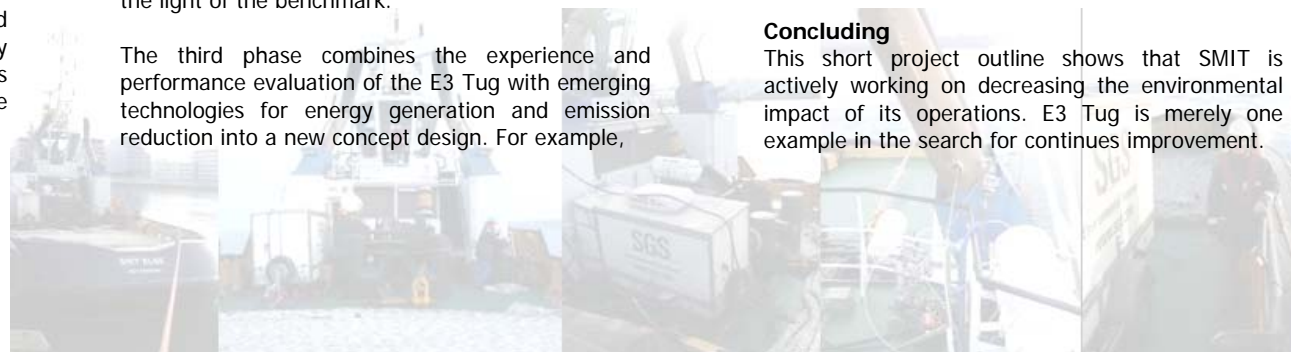 d
y
s
e
the light of the benchmark.
The third phase combines the experience and
performance evaluation of the E3 Tug with emerging
technologies for energy generation and emission
reduction into a new concept design. For example,
Concluding
This short project outline shows that SMIT is
actively working on decreasing the environmental
impact of its operations. E3 Tug is merely one
example in the search for continues improvement.
SGS
SGS